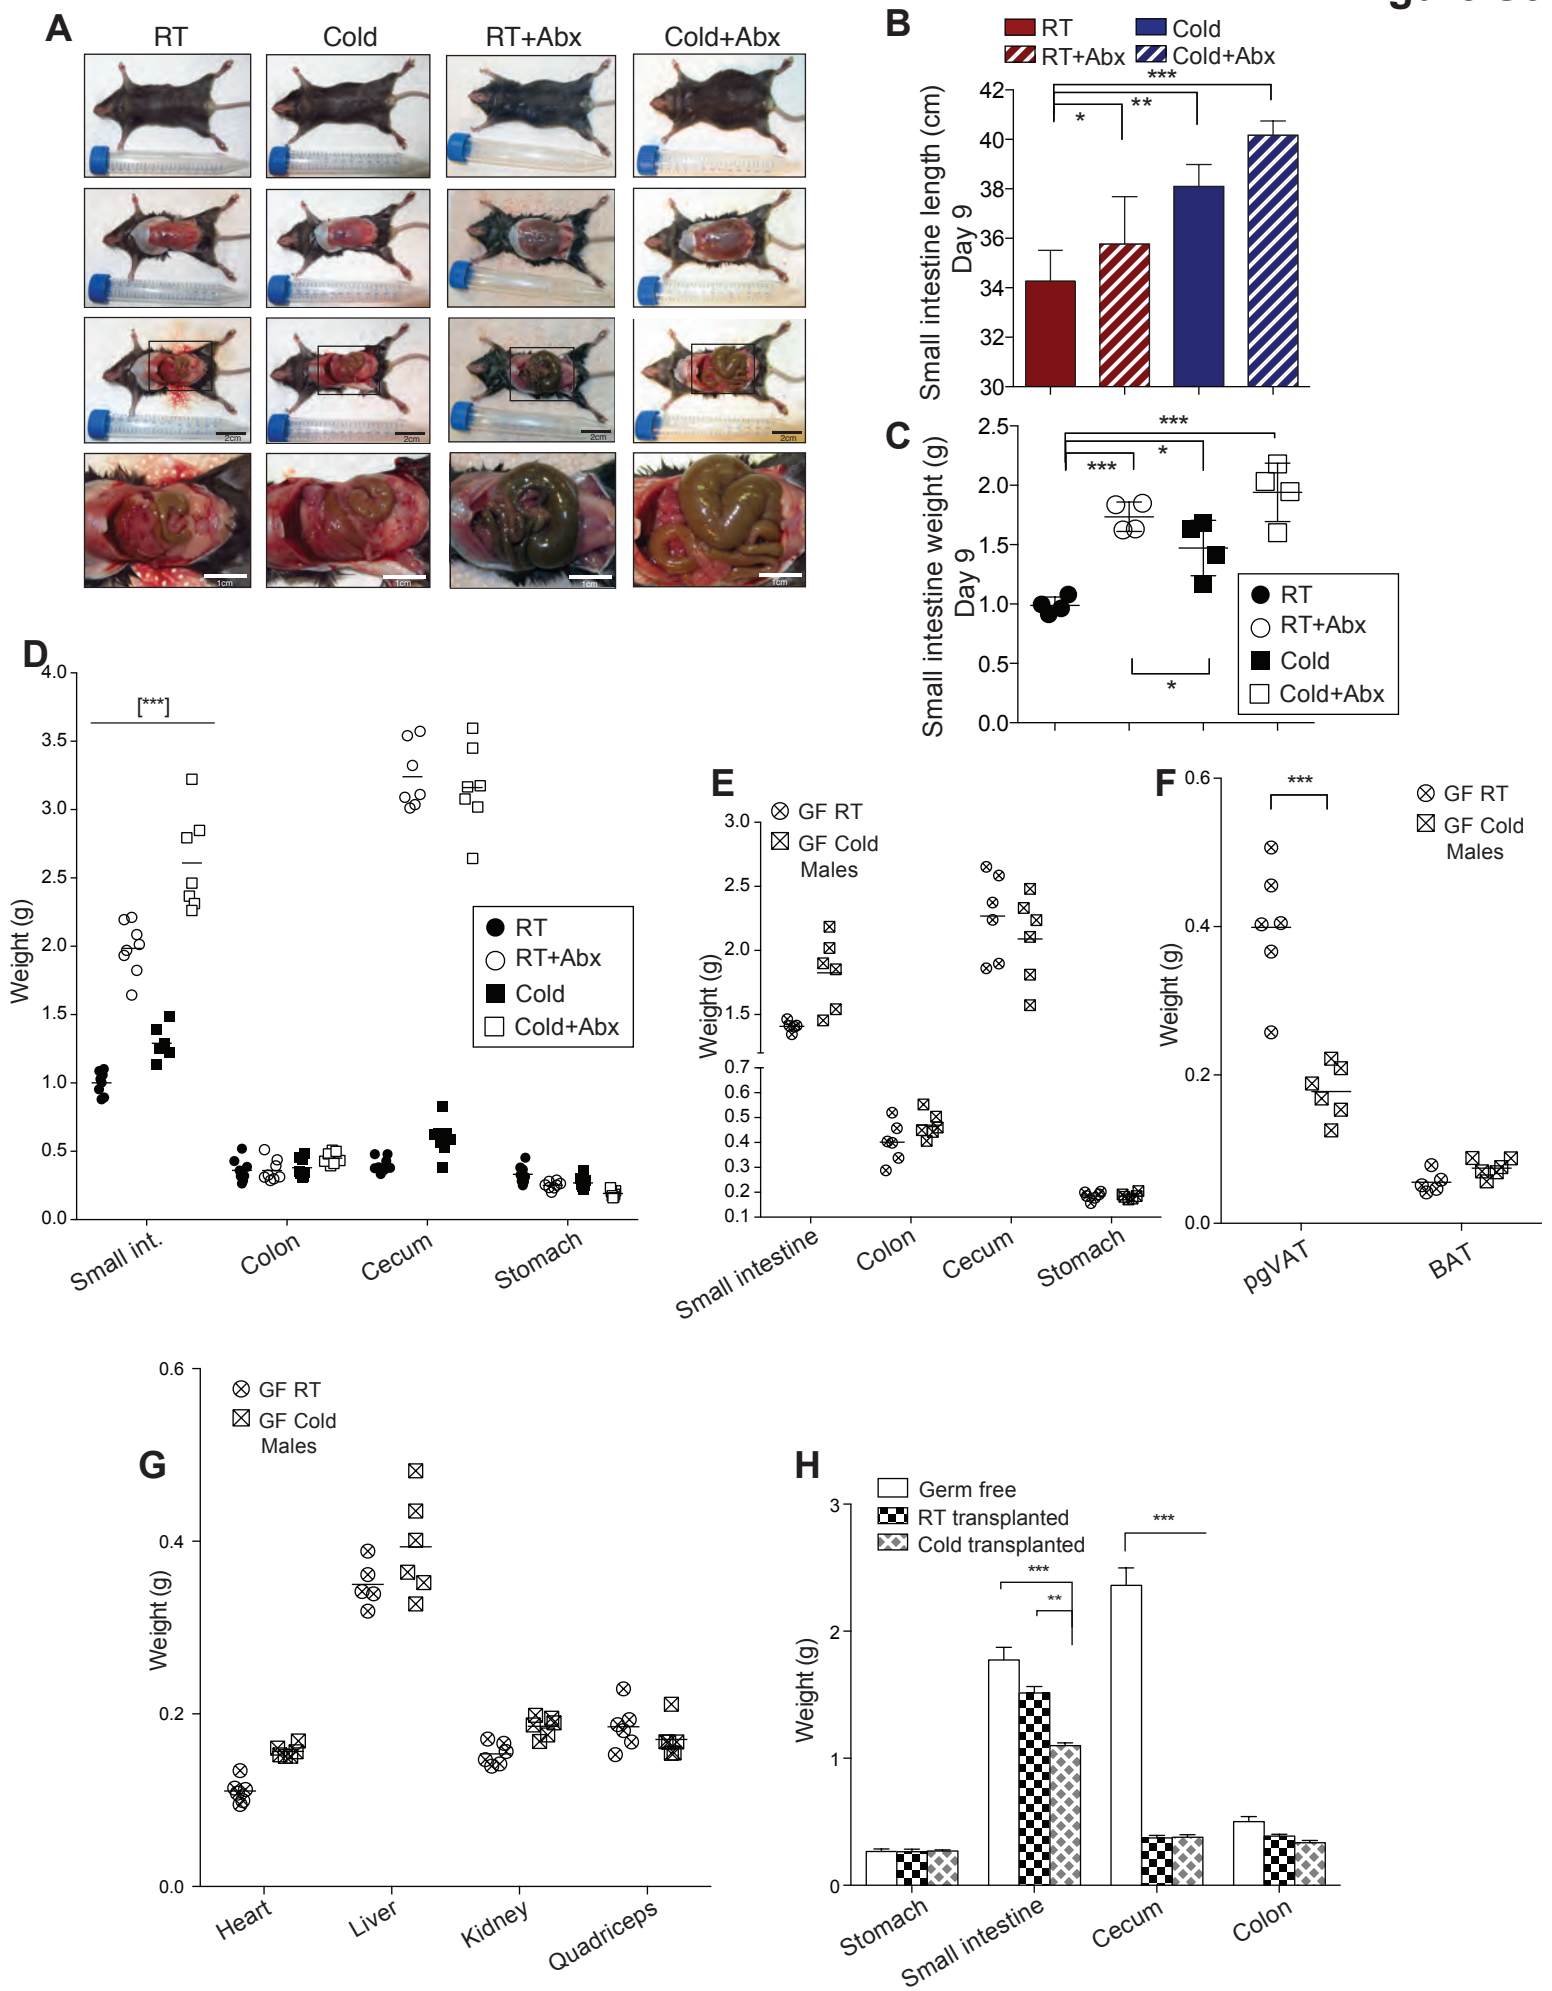 A
RT
Cold
RT+Abx
Cold+Abx
2cm
2cm
2cm
2cm
1cm
1cm
1cm
1cm
B
RT
Cold
RT+Abx
Cold+Abx
***
**
*
Small intestine length (cm)
Day 9
42
40
38
36
34
32
30
C
***
*
***
*
Small intestine weight (g)
Day 9
2.5
2.0
1.5
1.0
0.5
0.0
RT
RT+Abx
Cold
Cold+Abx
D
[***]
Weight (g)
4.0
3.5
3.0
2.5
2.0
1.5
1.0
0.5
0.0
RT
RT+Abx
Cold
Cold+Abx
Small int.
Colon
Cecum
Stomach
E
GF RT
GF Cold
Males
Weight (g)
3.0
2.5
2.0
1.5
0.7
0.6
0.5
0.4
0.3
0.2
0.1
Small intestine
Colon
Cecum
Stomach
F
***
GF RT
GF Cold
Males
Weight (g)
0.6
0.4
0.2
0.0
pgVAT
BAT
G
GF RT
GF Cold
Males
Weight (g)
0.6
0.4
0.2
0.0
Heart
Liver
Kidney
Quadriceps
H
Germ free
RT transplanted
Cold transplanted
***
**
***
Weight (g)
3
2
1
0
Stomach
Small intestine
Cecum
Colon